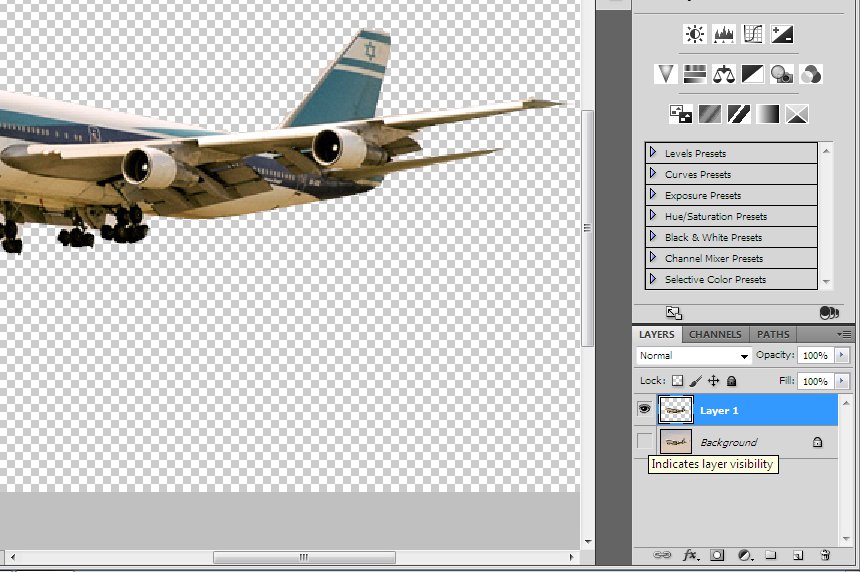 Levels Presets
Curves Presets
Exposure Presets
Hue/Saturation Presets
Black & White Presets
Channel Mixer Presets
Selective Color Presets
LAYERS CHANNELS PATHS
Normal Opacity: 100%
Lock: Fill: 100%
Layer 1
Background
Indicates layer visibility
fx